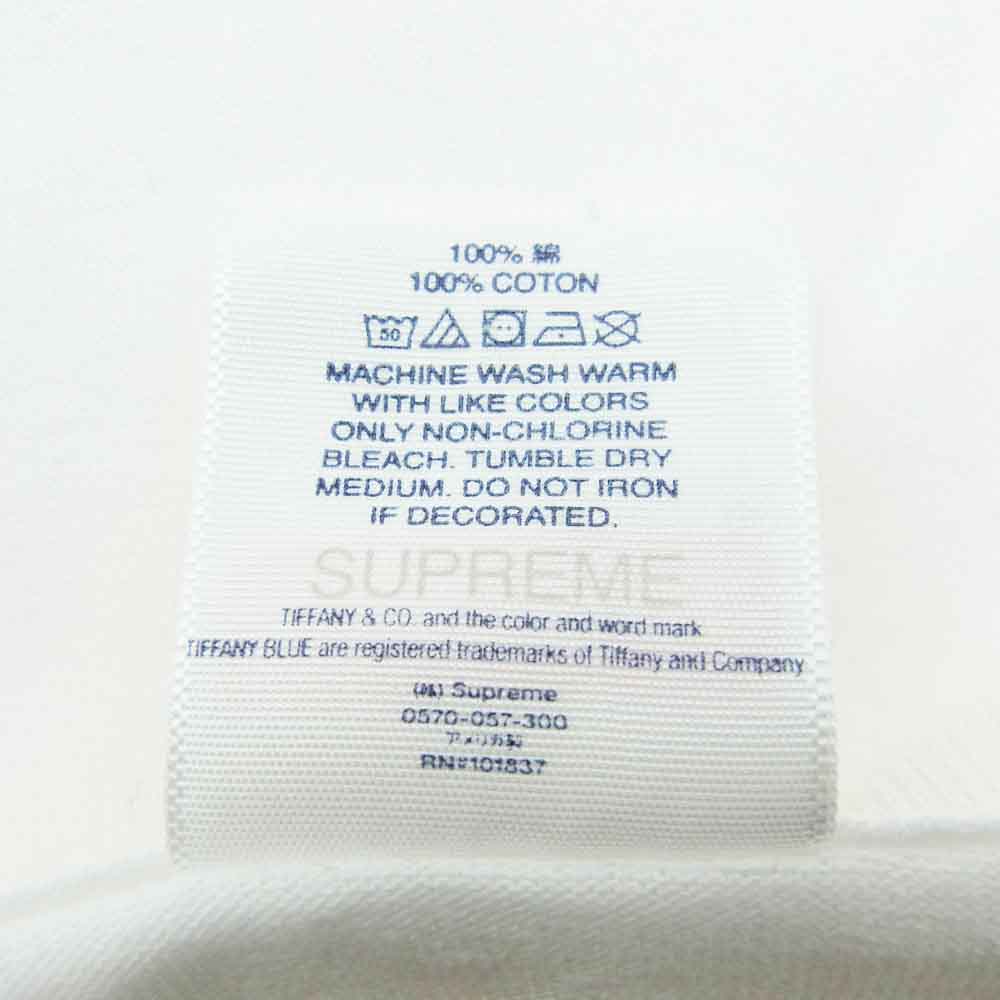 100% 綿
100% COTON
50
MACHINE WASH WARM
WITH LIKE COLORS
ONLY NON-CHLORINE
BLEACH. TUMBLE DRY
MEDIUM. DO NOT IRON
IF DECORATED.
SUPREME
TIFFANY & CO. and the color and word mark
TIFFANY BLUE are registered trademarks of Tiffany and Company
(株) Supreme
0570-057-300
アメリカ製
RN#101837